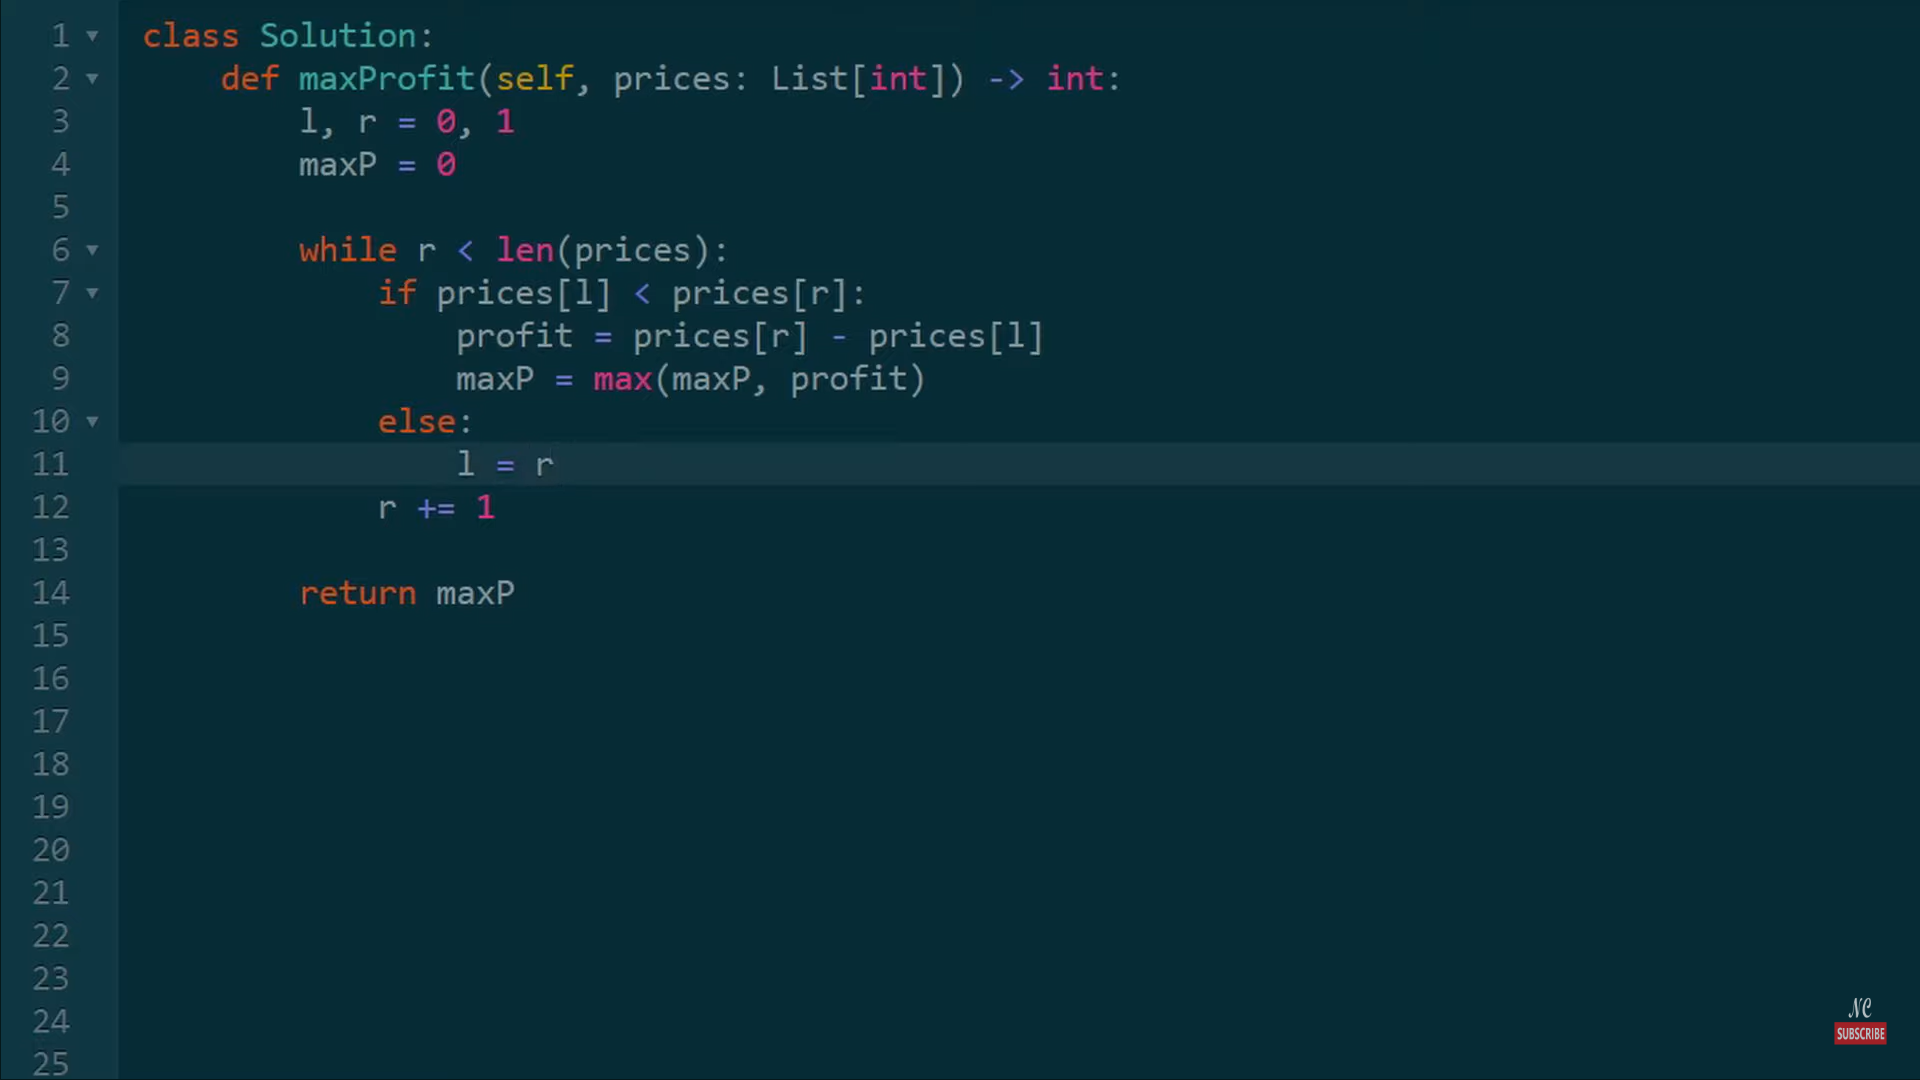 1 class Solution:
2     def maxProfit(self, prices: List[int]) -> int:
3         l, r = 0, 1
4         maxP = 0
5
6         while r < len(prices):
7             if prices[l] < prices[r]:
8                 profit = prices[r] - prices[l]
9                 maxP = max(maxP, profit)
10             else:
11                 l = r
12             r += 1
13
14         return maxP
15
16
17
18
19
20
21
22
23
24
25
NC
SUBSCRIBE